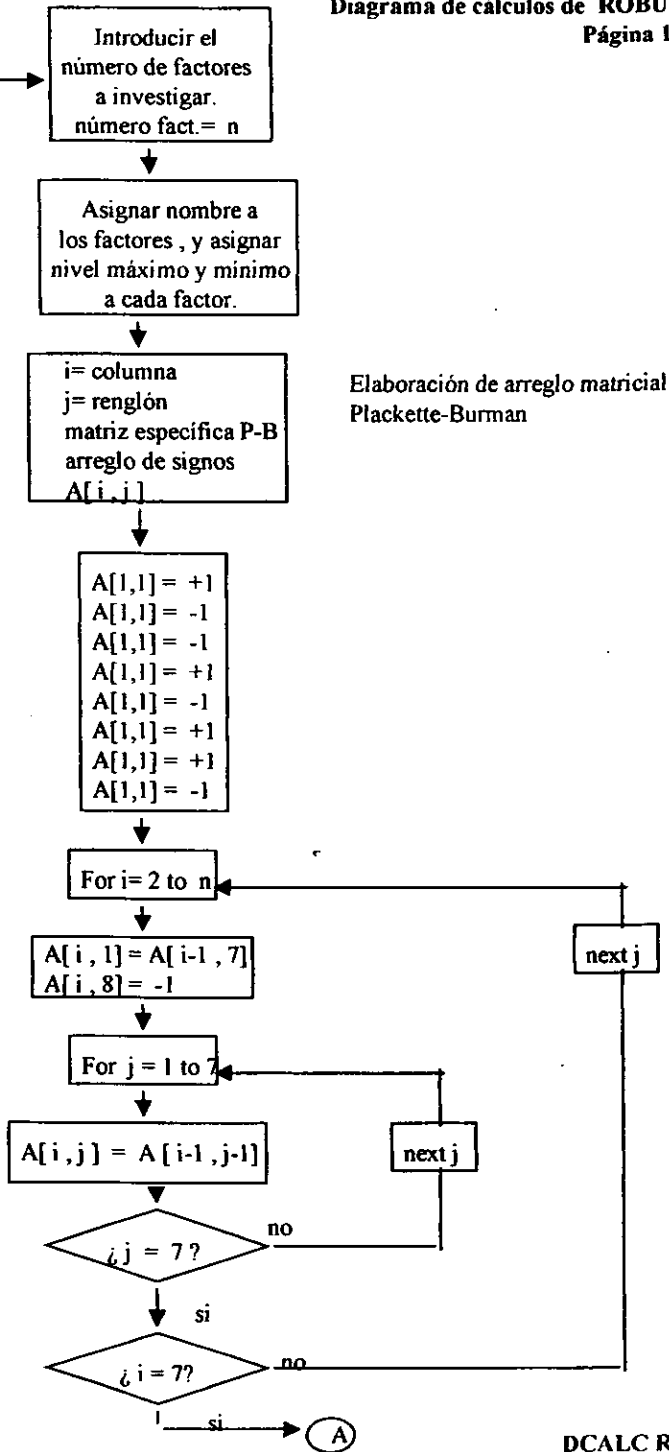 Diagrama de cálculos de ROBU
Página 1
Introducir el
número de factores
a investigar.
número fact.= n
Asignar nombre a
los factores , y asignar
nivel máximo y mínimo
a cada factor.
i= columna
j= renglón
matriz específica P-B
arreglo de signos
A[ i , j ]
Elaboración de arreglo matricial
Plackette-Burman
A[1,1] = +1
A[1,1] = -1
A[1,1] = -1
A[1,1] = +1
A[1,1] = -1
A[1,1] = +1
A[1,1] = +1
A[1,1] = -1
For i= 2 to n
A[ i , 1] = A[ i-1 , 7]
A[ i , 8] = -1
next j
For j = 1 to 7
A[ i , j ] = A [ i-1 , j-1]
next j
¿ j = 7 ?
no
si
¿ i = 7?
no
si
A
DCALC R